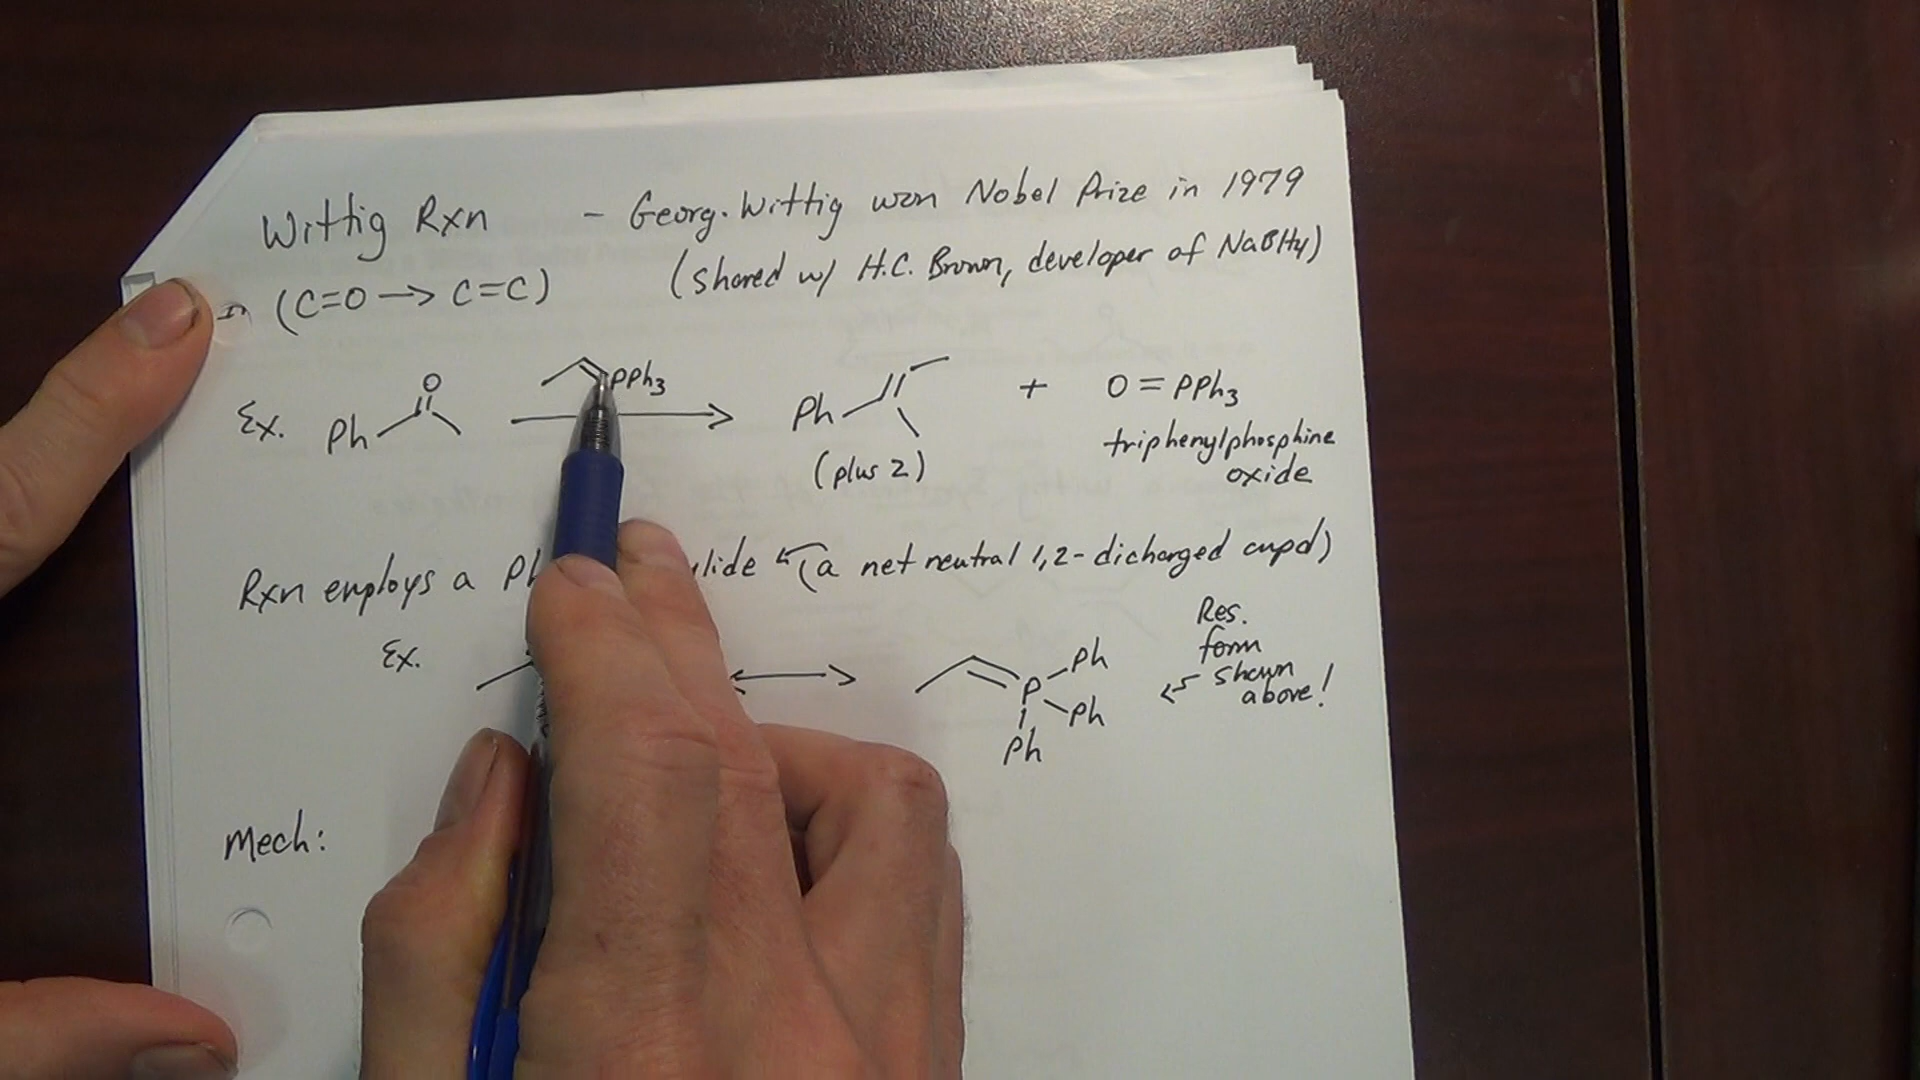 Wittig Rxn - Georg. Wittig won Nobel Prize in 1979
(C=O → C=C) (shared w/ H.C. Brown, developer of NaBH4)
Ex. Ph O PPh3 Ph + O=PPh3
(plus Z) triphenylphosphine
oxide
Rxn employs a Ph lide (a net neutral 1,2-dicharged cmpd)
Ex. ↔ P Ph Ph Ph
Res.
form
shown
above!
Mech: